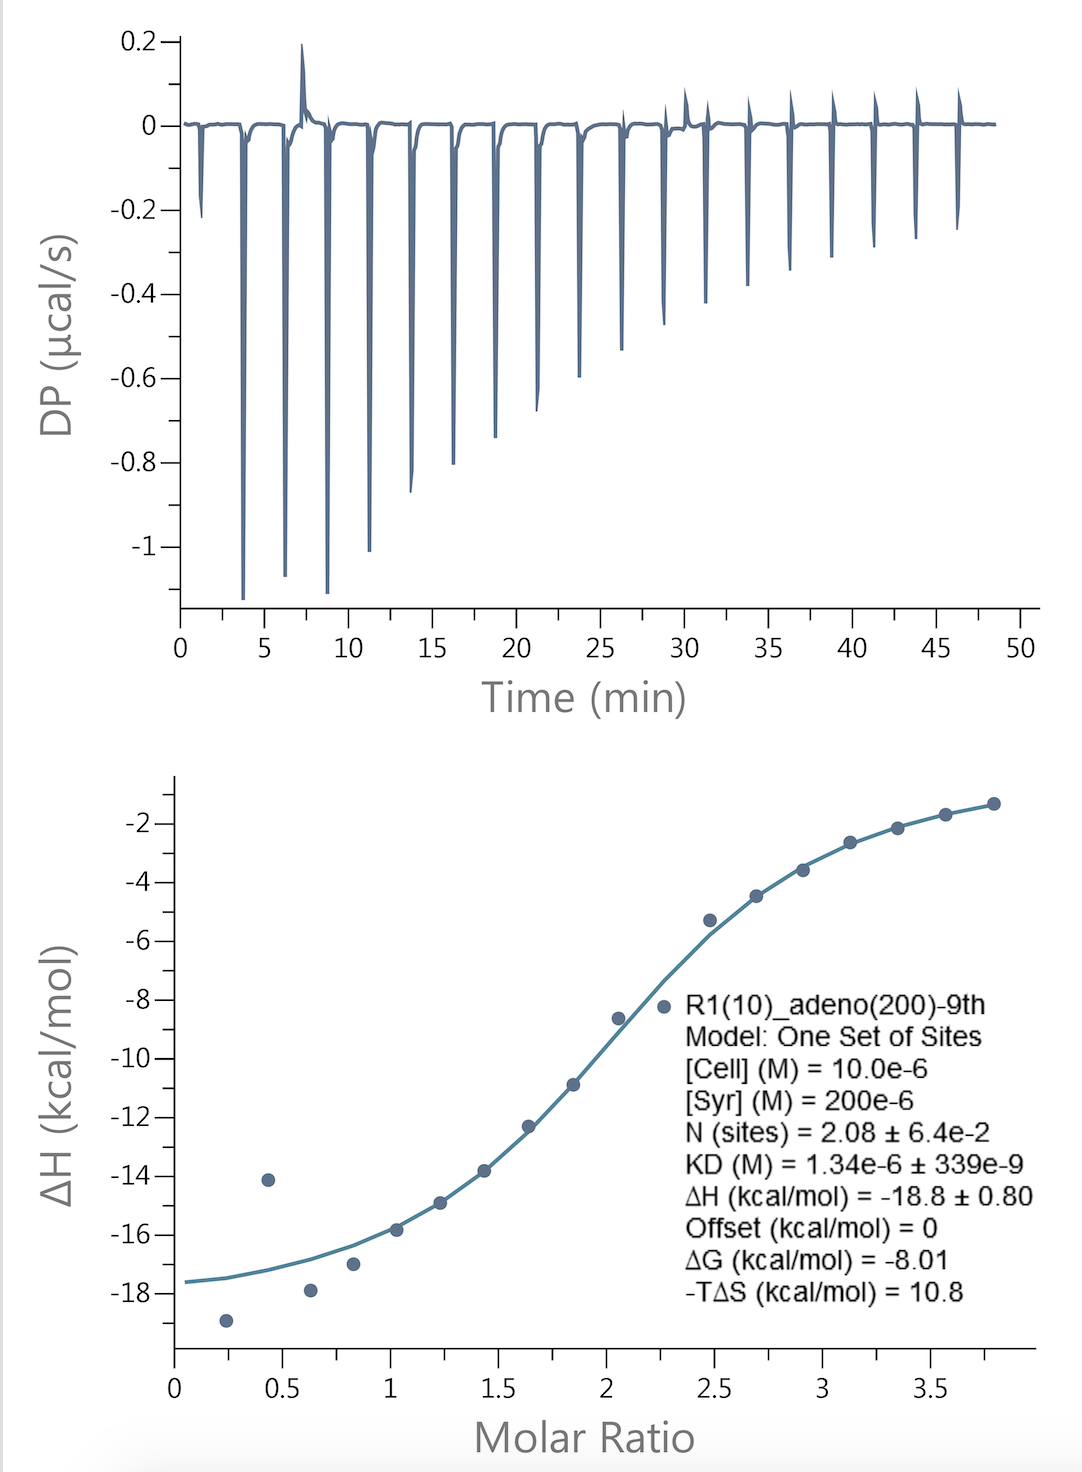 0.2
0
-0.2
-0.4
-0.6
-0.8
-1
DP (μcal/s)
0 5 10 15 20 25 30 35 40 45 50
Time (min)
-2
-4
-6
-8
-10
-12
-14
-16
-18
ΔH (kcal/mol)
R1(10)_adeno(200)-9th
Model: One Set of Sites
[Cell] (M) = 10.0e-6
[Syr] (M) = 200e-6
N (sites) = 2.08 ± 6.4e-2
KD (M) = 1.34e-6 ± 339e-9
ΔH (kcal/mol) = -18.8 ± 0.80
Offset (kcal/mol) = 0
ΔG (kcal/mol) = -8.01
-TΔS (kcal/mol) = 10.8
0 0.5 1 1.5 2 2.5 3 3.5
Molar Ratio